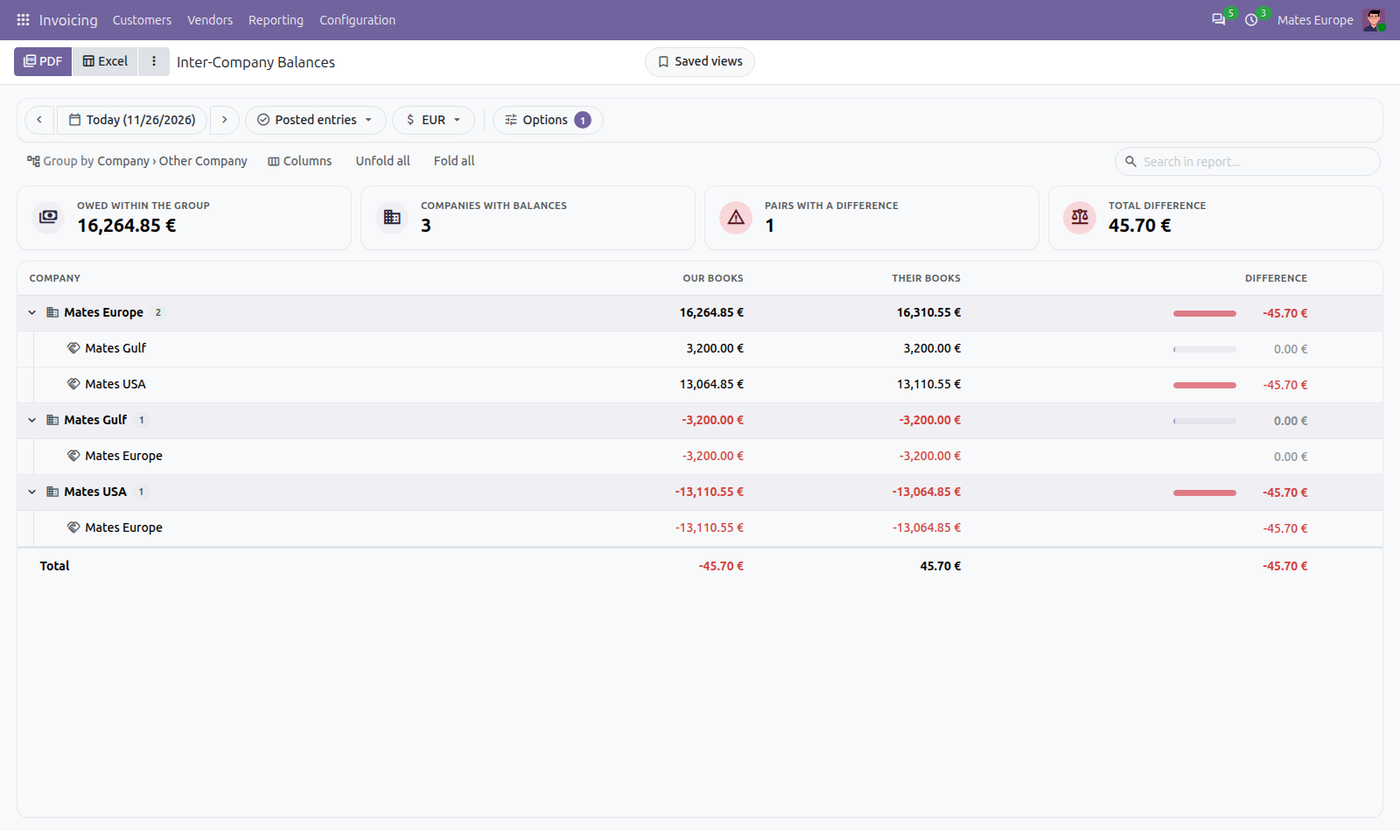 Invoicing Customers Vendors Reporting Configuration 5 3 Mates Europe
PDF Excel Inter-Company Balances Saved views
Today (11/26/2026) Posted entries $ EUR Options 1
Group by Company › Other Company Columns Unfold all Fold all Search in report...
OWED WITHIN THE GROUP
16,264.85 €
COMPANIES WITH BALANCES
3
PAIRS WITH A DIFFERENCE
1
TOTAL DIFFERENCE
45.70 €
COMPANY OUR BOOKS THEIR BOOKS DIFFERENCE
Mates Europe 2 16,264.85 € 16,310.55 € -45.70 €
Mates Gulf 3,200.00 € 3,200.00 € 0.00 €
Mates USA 13,064.85 € 13,110.55 € -45.70 €
Mates Gulf 1 -3,200.00 € -3,200.00 € 0.00 €
Mates Europe -3,200.00 € -3,200.00 € 0.00 €
Mates USA 1 -13,110.55 € -13,064.85 € -45.70 €
Mates Europe -13,110.55 € -13,064.85 € -45.70 €
Total -45.70 € 45.70 € -45.70 €